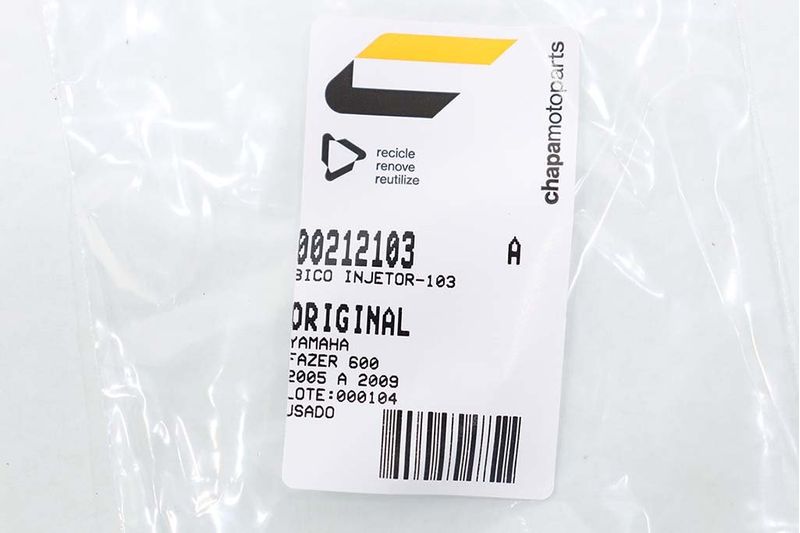 chapamotoparts
recicle
renove
reutilize
00212103 A
BICO INJETOR-103
ORIGINAL
YAMAHA
FAZER 600
2005 A 2009
LOTE:000104
USADO